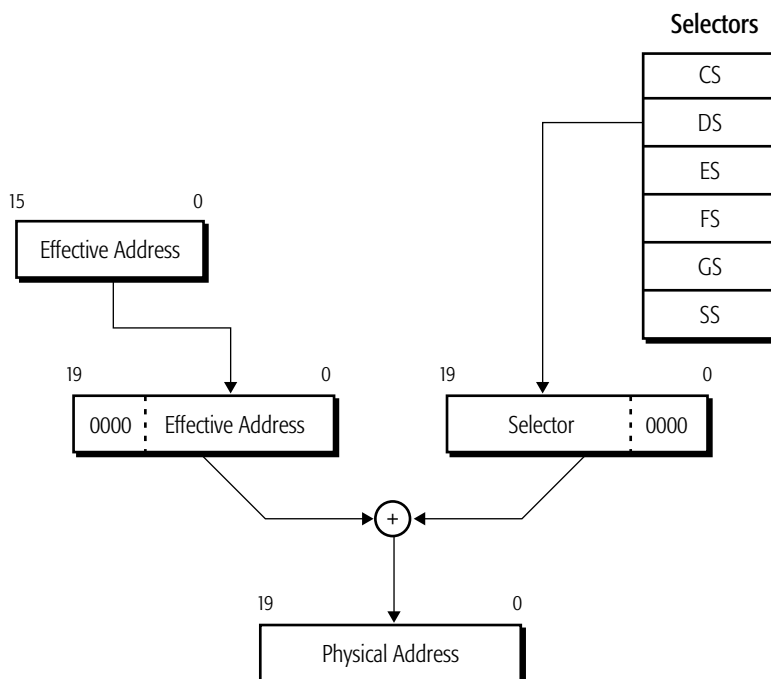 Selectors
CS
DS
ES
FS
GS
SS
15 0
Effective Address
19 0
0000 Effective Address
19 0
Selector 0000
+
19 0
Physical Address